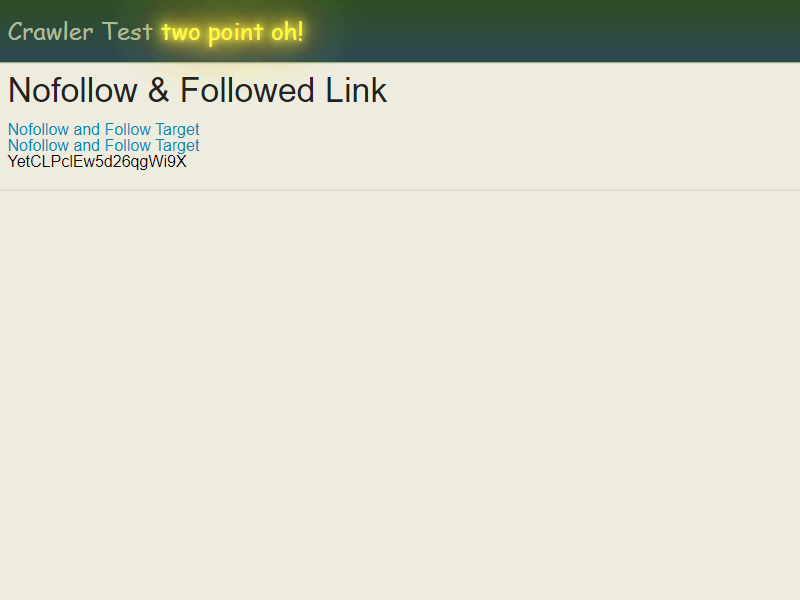 Crawler Test two point oh!
Nofollow & Followed Link
Nofollow and Follow Target
Nofollow and Follow Target
YetCLPclEw5d26qgWi9X